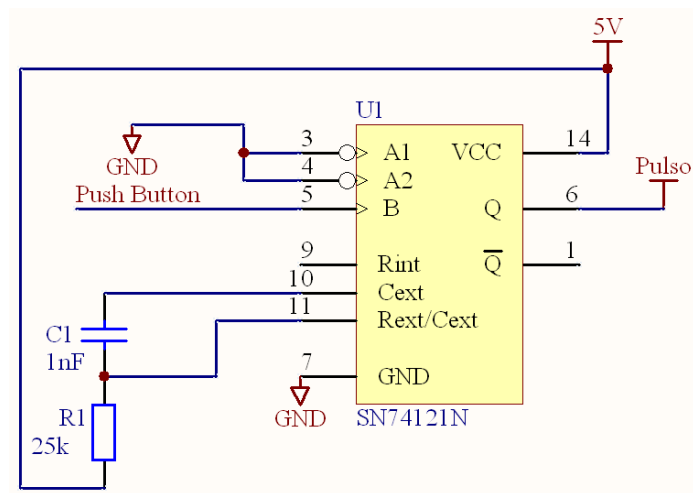 5V
U1
3 A1 VCC 14
GND
4 A2
Pulso
Push Button 5 B Q 6
9 Rint Q 1
10 Cext
11 Rext/Cext
C1
1nF
7 GND
R1
GND
SN74121N
25k